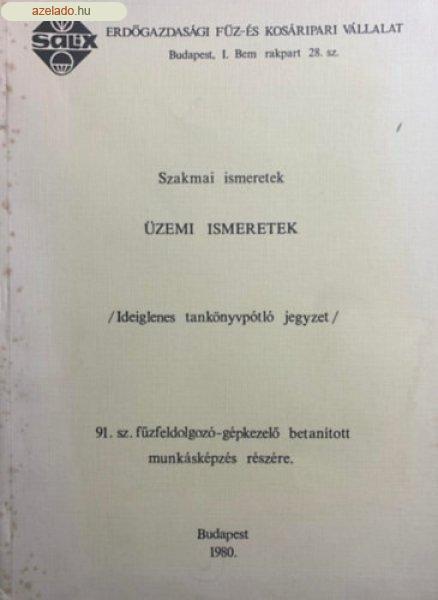 azelado.hu
salix
ERDŐGAZDASÁGI FŰZ-ÉS KOSÁRIPARI VÁLLALAT
Budapest, I. Bem rakpart 28. sz.
Szakmai ismeretek
ÜZEMI ISMERETEK
/Ideiglenes tankönyvpótló jegyzet/
91. sz. fűzfeldolgozó-gépkezelő betanított
munkásképzés részére.
Budapest
1980.